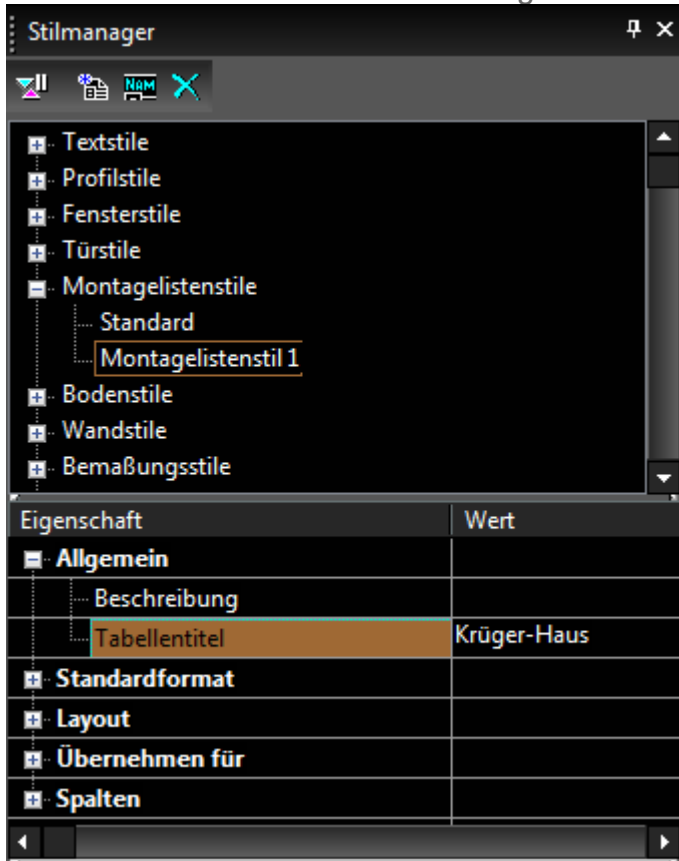 Stilmanager
NAM
Textstile
Profilstile
Fensterstile
Türstile
Montagelistenstile
Standard
Montagelistenstil 1
Bodenstile
Wandstile
Bemaßungsstile
Eigenschaft Wert
Allgemein
Beschreibung
Tabellentitel Krüger-Haus
Standardformat
Layout
Übernehmen für
Spalten